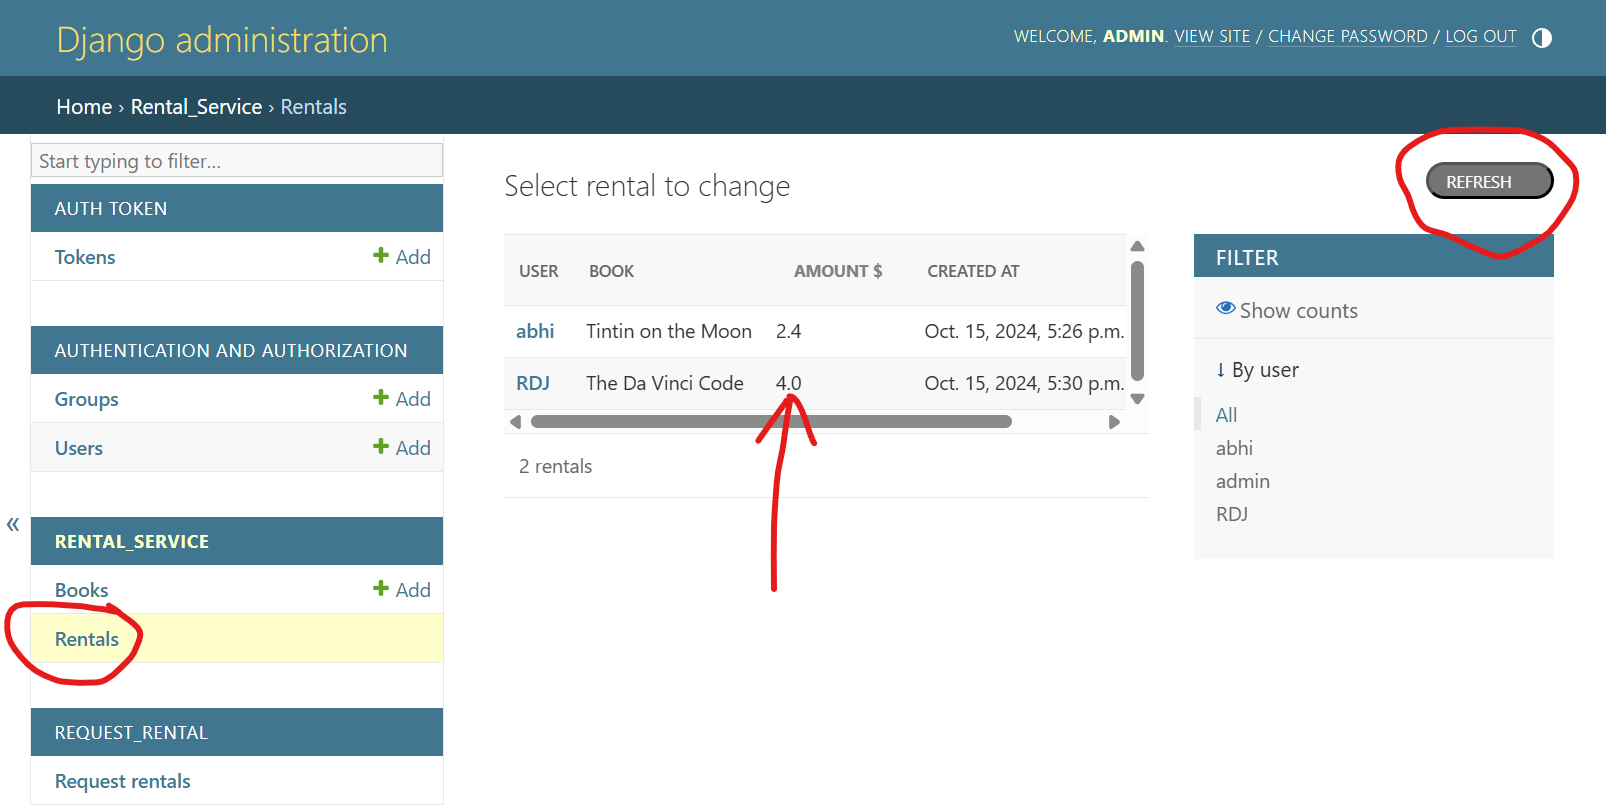 Django administration
WELCOME, ADMIN. VIEW SITE / CHANGE PASSWORD / LOG OUT
Home › Rental_Service › Rentals
Start typing to filter...
AUTH TOKEN
Tokens Add
AUTHENTICATION AND AUTHORIZATION
Groups Add
Users Add
«
RENTAL_SERVICE
Books Add
Rentals
REQUEST_RENTAL
Request rentals
Select rental to change
REFRESH
USER BOOK AMOUNT $ CREATED AT
abhi Tintin on the Moon 2.4 Oct. 15, 2024, 5:26 p.m.
RDJ The Da Vinci Code 4.0 Oct. 15, 2024, 5:30 p.m.
2 rentals
FILTER
Show counts
↓ By user
All
abhi
admin
RDJ